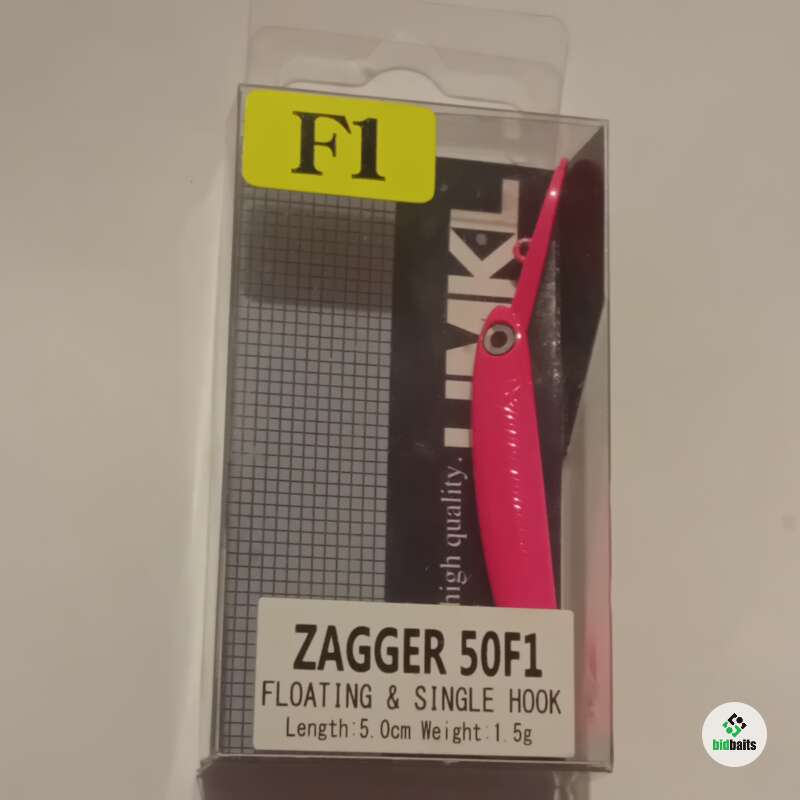 F1
high quality.
ZAGGER 50F1
FLOATING & SINGLE HOOK
Length:5.0cm Weight:1.5g
bidbaits